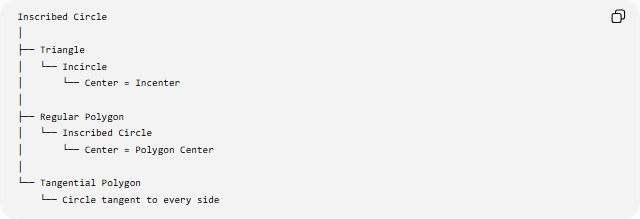 Inscribed Circle
│
├── Triangle
│   └── Incircle
│       └── Center = Incenter
│
├── Regular Polygon
│   └── Inscribed Circle
│       └── Center = Polygon Center
│
└── Tangential Polygon
    └── Circle tangent to every side